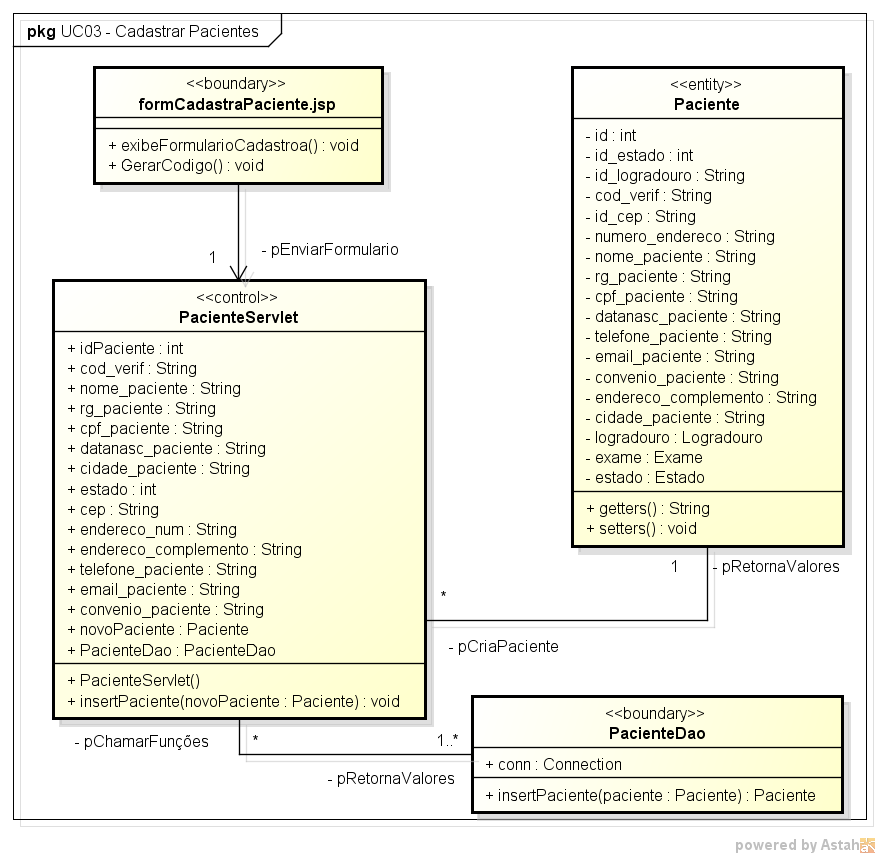 pkg UC03 - Cadastrar Pacientes
<<boundary>>
formCadastraPaciente.jsp
+ exibeFormularioCadastroa() : void
+ GerarCodigo() : void
1
- pEnviarFormulario
<<control>>
PacienteServlet
+ idPaciente : int
+ cod_verif : String
+ nome_paciente : String
+ rg_paciente : String
+ cpf_paciente : String
+ datanasc_paciente : String
+ cidade_paciente : String
+ estado : int
+ cep : String
+ endereco_num : String
+ endereco_complemento : String
+ telefone_paciente : String
+ email_paciente : String
+ convenio_paciente : String
+ novoPaciente : Paciente
+ PacienteDao : PacienteDao
+ PacienteServlet()
+ insertPaciente(novoPaciente : Paciente) : void
<<entity>>
Paciente
- id : int
- id_estado : int
- id_logradouro : String
- cod_verif : String
- id_cep : String
- numero_endereco : String
- nome_paciente : String
- rg_paciente : String
- cpf_paciente : String
- datanasc_paciente : String
- telefone_paciente : String
- email_paciente : String
- convenio_paciente : String
- endereco_complemento : String
- cidade_paciente : String
- logradouro : Logradouro
- exame : Exame
- estado : Estado
+ getters() : String
+ setters() : void
1
- pRetornaValores
*
- pCriaPaciente
- pChamarFunções
*
1..*
- pRetornaValores
<<boundary>>
PacienteDao
+ conn : Connection
+ insertPaciente(paciente : Paciente) : Paciente
powered by Astah